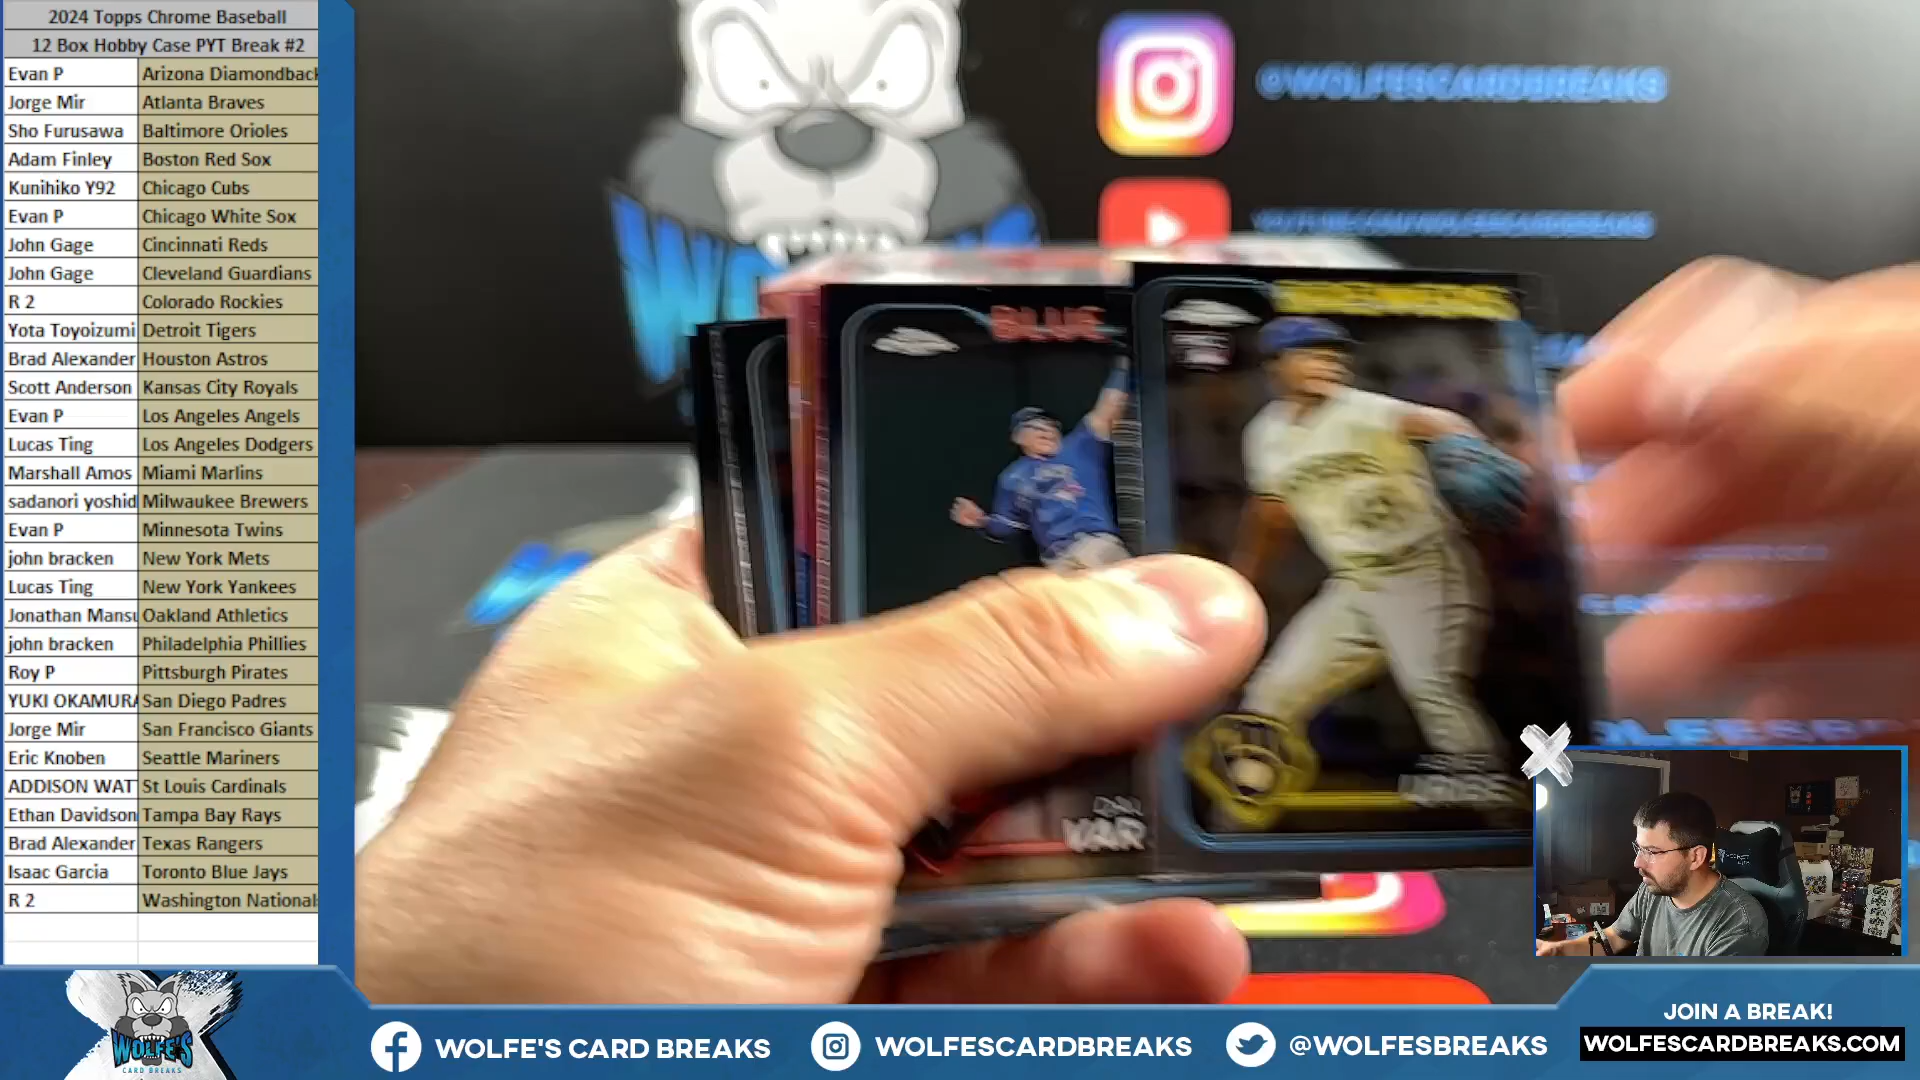 2024 Topps Chrome Baseball
12 Box Hobby Case PYT Break #2
Evan P Arizona Diamondback
Jorge Mir Atlanta Braves
Sho Furusawa Baltimore Orioles
Adam Finley Boston Red Sox
Kunihiko Y92 Chicago Cubs
Evan P Chicago White Sox
John Gage Cincinnati Reds
John Gage Cleveland Guardians
R 2 Colorado Rockies
Yota Toyoizumi Detroit Tigers
Brad Alexander Houston Astros
Scott Anderson Kansas City Royals
Evan P Los Angeles Angels
Lucas Ting Los Angeles Dodgers
Marshall Amos Miami Marlins
sadanori yoshid Milwaukee Brewers
Evan P Minnesota Twins
john bracken New York Mets
Lucas Ting New York Yankees
Jonathan Mansu Oakland Athletics
john bracken Philadelphia Phillies
Roy P Pittsburgh Pirates
YUKI OKAMURA San Diego Padres
Jorge Mir San Francisco Giants
Eric Knoben Seattle Mariners
ADDISON WAT St Louis Cardinals
Ethan Davidson Tampa Bay Rays
Brad Alexander Texas Rangers
Isaac Garcia Toronto Blue Jays
R 2 Washington National
@WOLFESCARDBREAKS
BLUE
WOLFE'S
CARD BREAKS
WOLFE'S CARD BREAKS
WOLFESCARDBREAKS
@WOLFESBREAKS
JOIN A BREAK!
WOLFESCARDBREAKS.COM